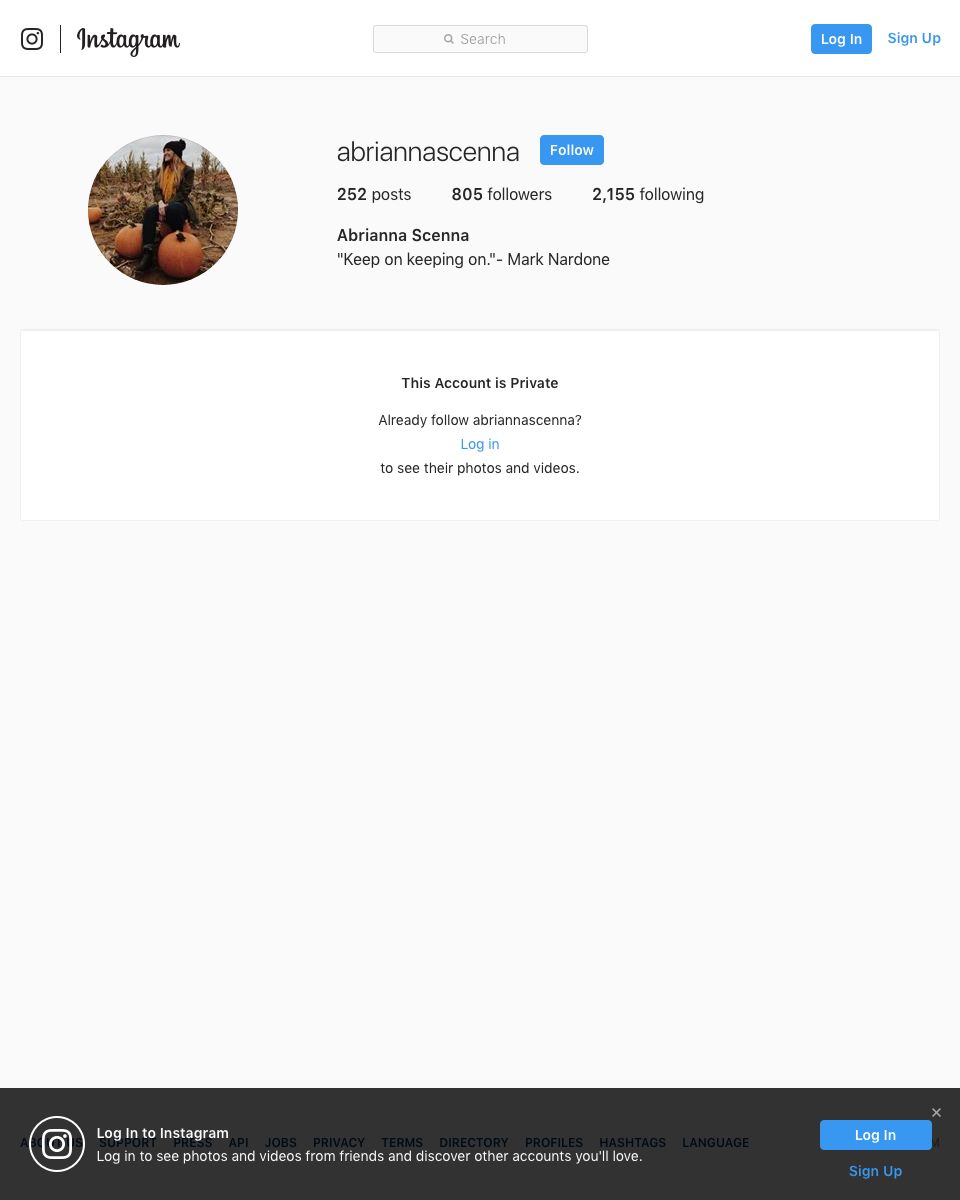 Instagram
Search
Log In
Sign Up
abriannascenna
Follow
252 posts
805 followers
2,155 following
Abrianna Scenna
"Keep on keeping on."- Mark Nardone
This Account is Private
Already follow abriannascenna?
Log in
to see their photos and videos.
Log In to Instagram
SUPPORT PRESS API JOBS PRIVACY TERMS DIRECTORY PROFILES HASHTAGS LANGUAGE
Log in to see photos and videos from friends and discover other accounts you'll love.
Log In
Sign Up